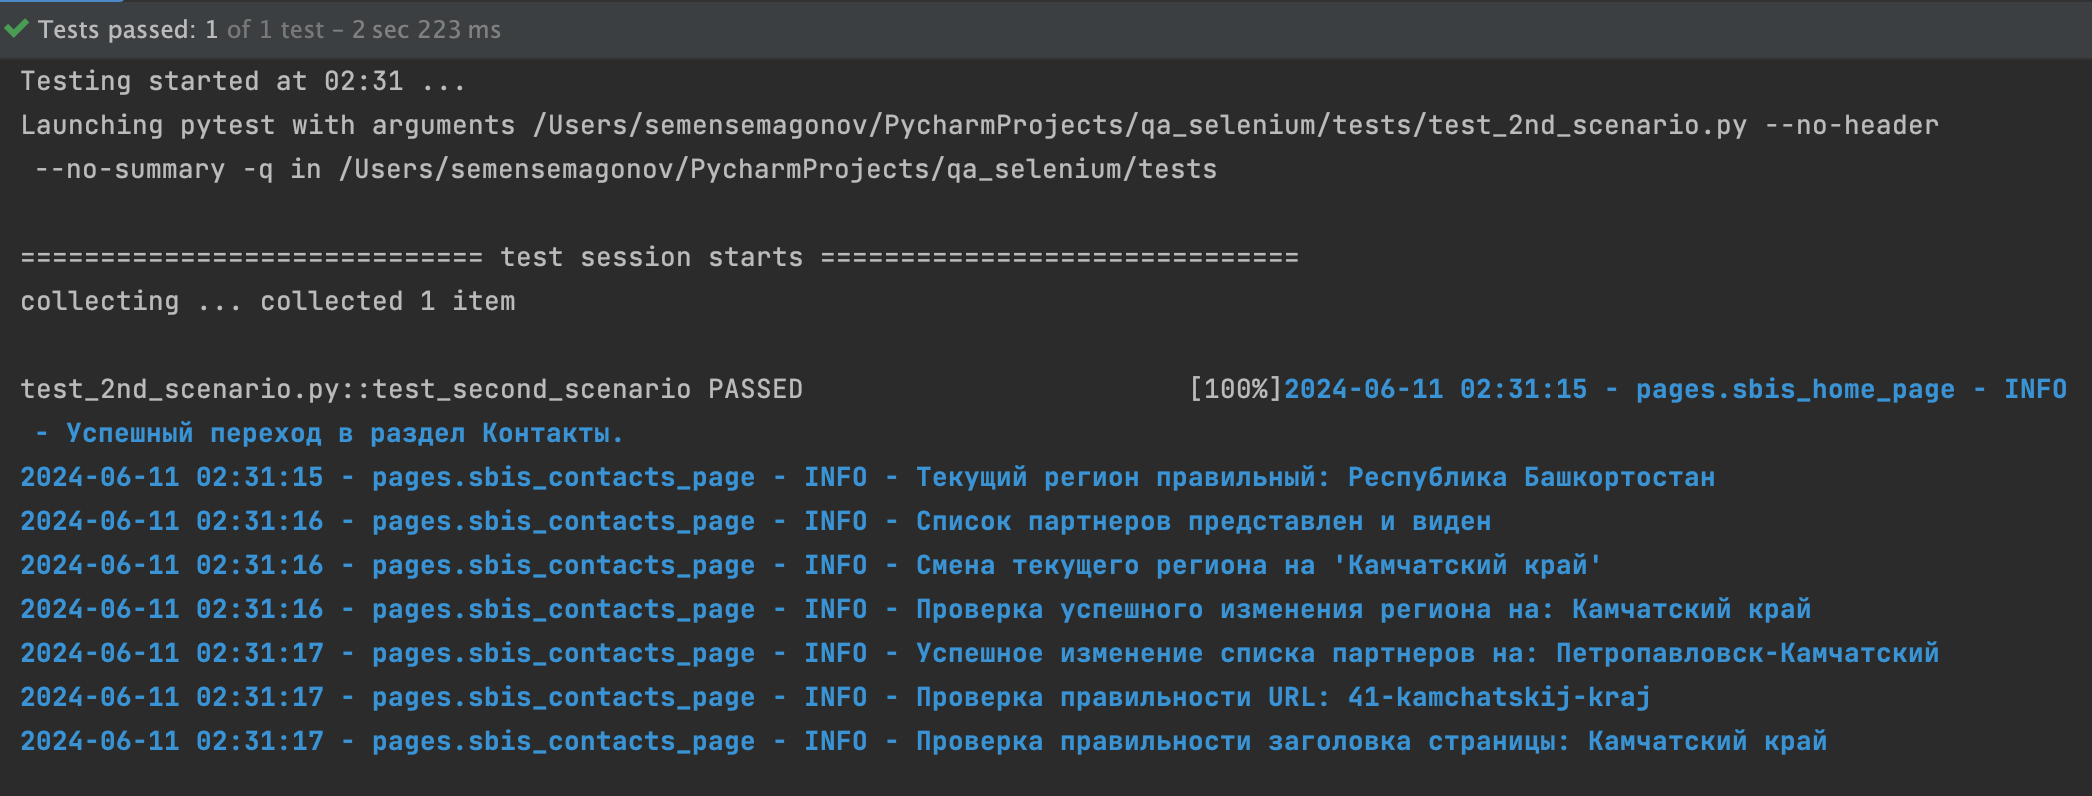 Tests passed: 1 of 1 test – 2 sec 223 ms
Testing started at 02:31 ...
Launching pytest with arguments /Users/semensemagonov/PycharmProjects/qa_selenium/tests/test_2nd_scenario.py --no-header
--no-summary -q in /Users/semensemagonov/PycharmProjects/qa_selenium/tests
============================= test session starts ==============================
collecting ... collected 1 item
test_2nd_scenario.py::test_second_scenario PASSED [100%]2024-06-11 02:31:15 - pages.sbis_home_page - INFO
- Успешный переход в раздел Контакты.
2024-06-11 02:31:15 - pages.sbis_contacts_page - INFO - Текущий регион правильный: Республика Башкортостан
2024-06-11 02:31:16 - pages.sbis_contacts_page - INFO - Список партнеров представлен и виден
2024-06-11 02:31:16 - pages.sbis_contacts_page - INFO - Смена текущего региона на 'Камчатский край'
2024-06-11 02:31:16 - pages.sbis_contacts_page - INFO - Проверка успешного изменения региона на: Камчатский край
2024-06-11 02:31:17 - pages.sbis_contacts_page - INFO - Успешное изменение списка партнеров на: Петропавловск-Камчатский
2024-06-11 02:31:17 - pages.sbis_contacts_page - INFO - Проверка правильности URL: 41-kamchatskij-kraj
2024-06-11 02:31:17 - pages.sbis_contacts_page - INFO - Проверка правильности заголовка страницы: Камчатский край